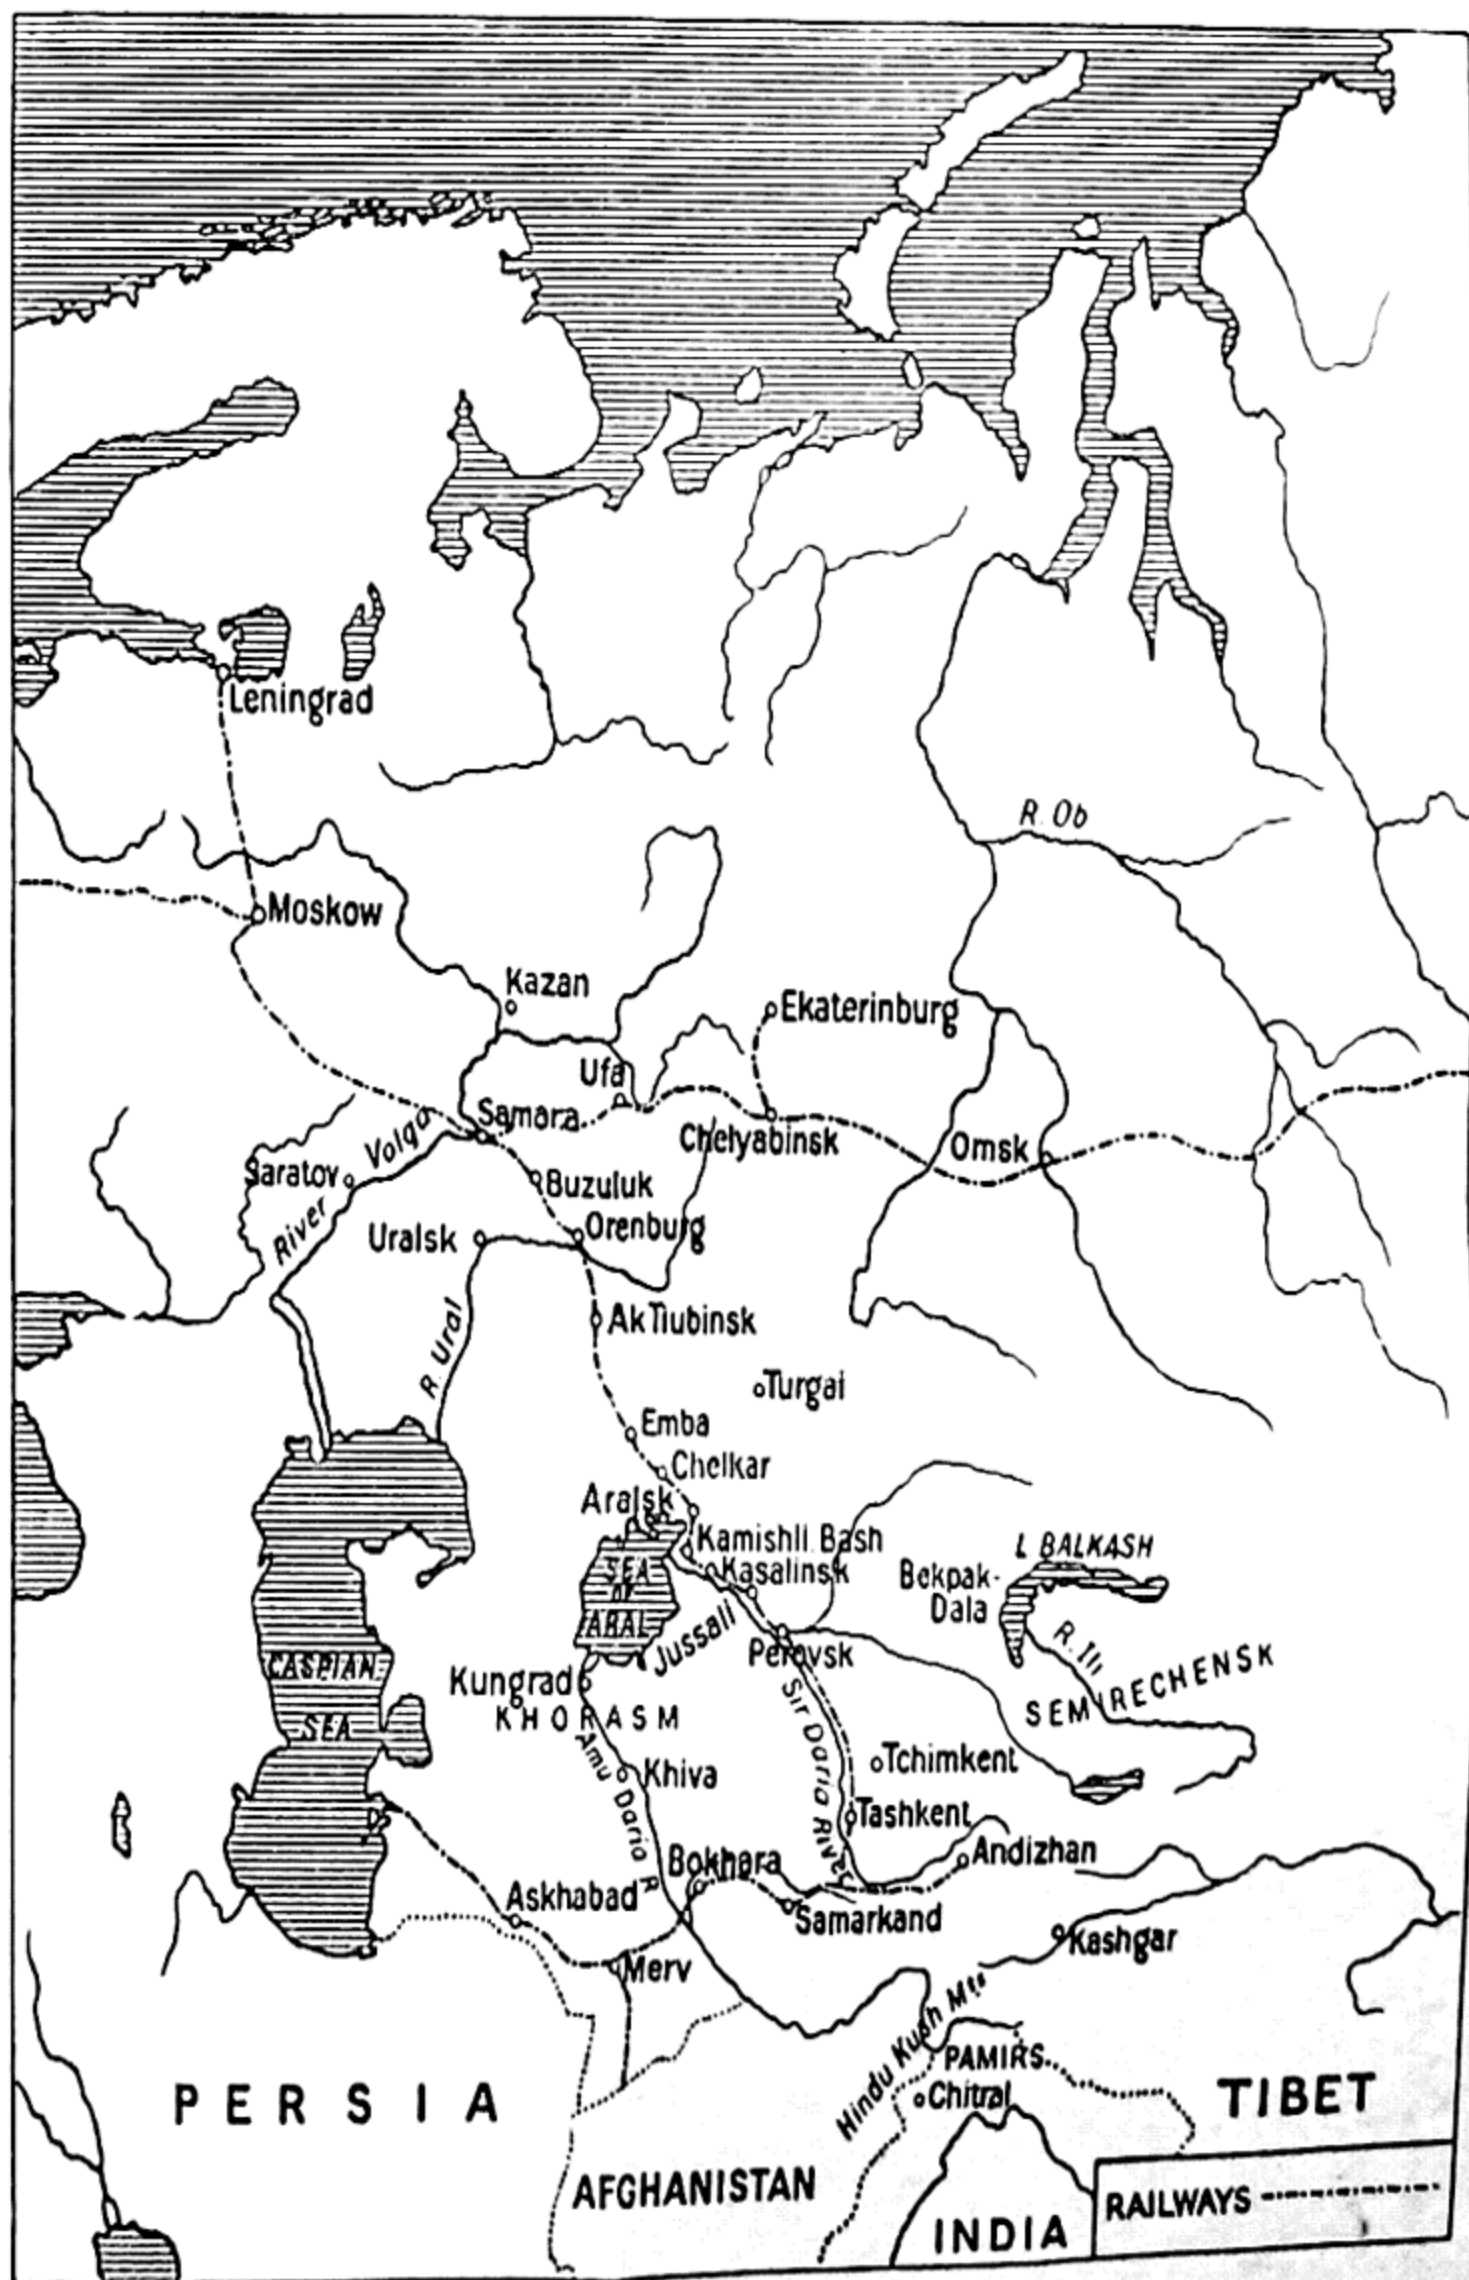 Leningrad
R. Ob
Moskow
Kazan
Ekaterinburg
Ufa
Samara
Chelyabinsk
Omsk
Saratov
River Volga
Buzuluk
Uralsk
Orenburg
R. Ural
Ak Tiubinsk
Turgai
Emba
Chelkar
Aralsk
Kamishli Bash
Kasalinsk
SEA
OF
ARAL
Jussali
Perovsk
Bekpak-
Dala
L BALKASH
R. Ili
SEMIRECHENSK
CASPIAN
SEA
Kungrad
KHORASM
Amu Daria R.
Khiva
Sir Daria River
Tchimkent
Tashkent
Andizhan
Bokhara
Askhabad
Samarkand
Merv
Kashgar
Hindu Kush Mts
PAMIRS
Chitral
PERSIA
TIBET
AFGHANISTAN
INDIA
RAILWAYS